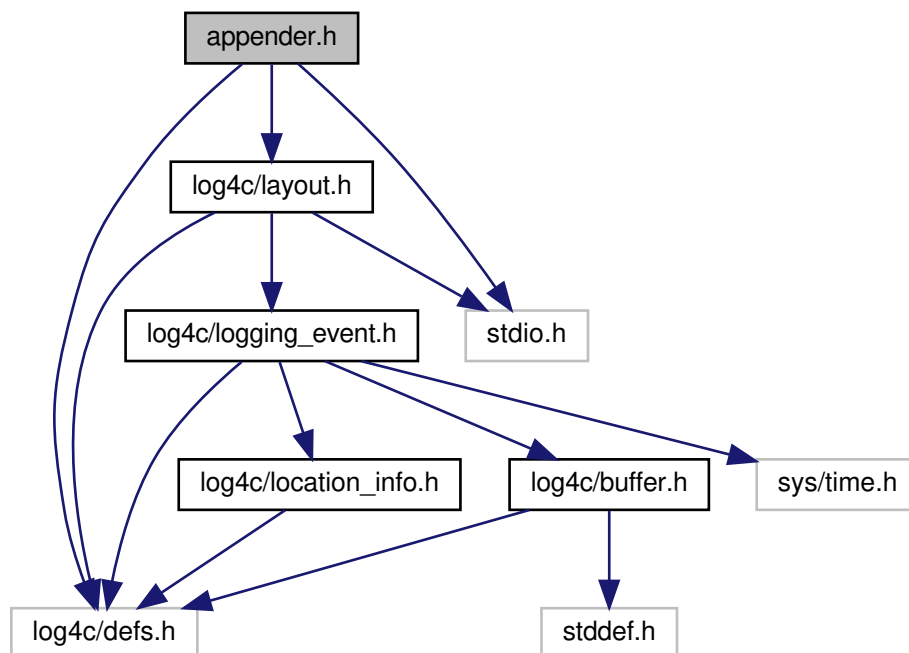 appender.h
log4c/layout.h
log4c/logging_event.h
stdio.h
log4c/location_info.h
log4c/buffer.h
sys/time.h
log4c/defs.h
stddef.h